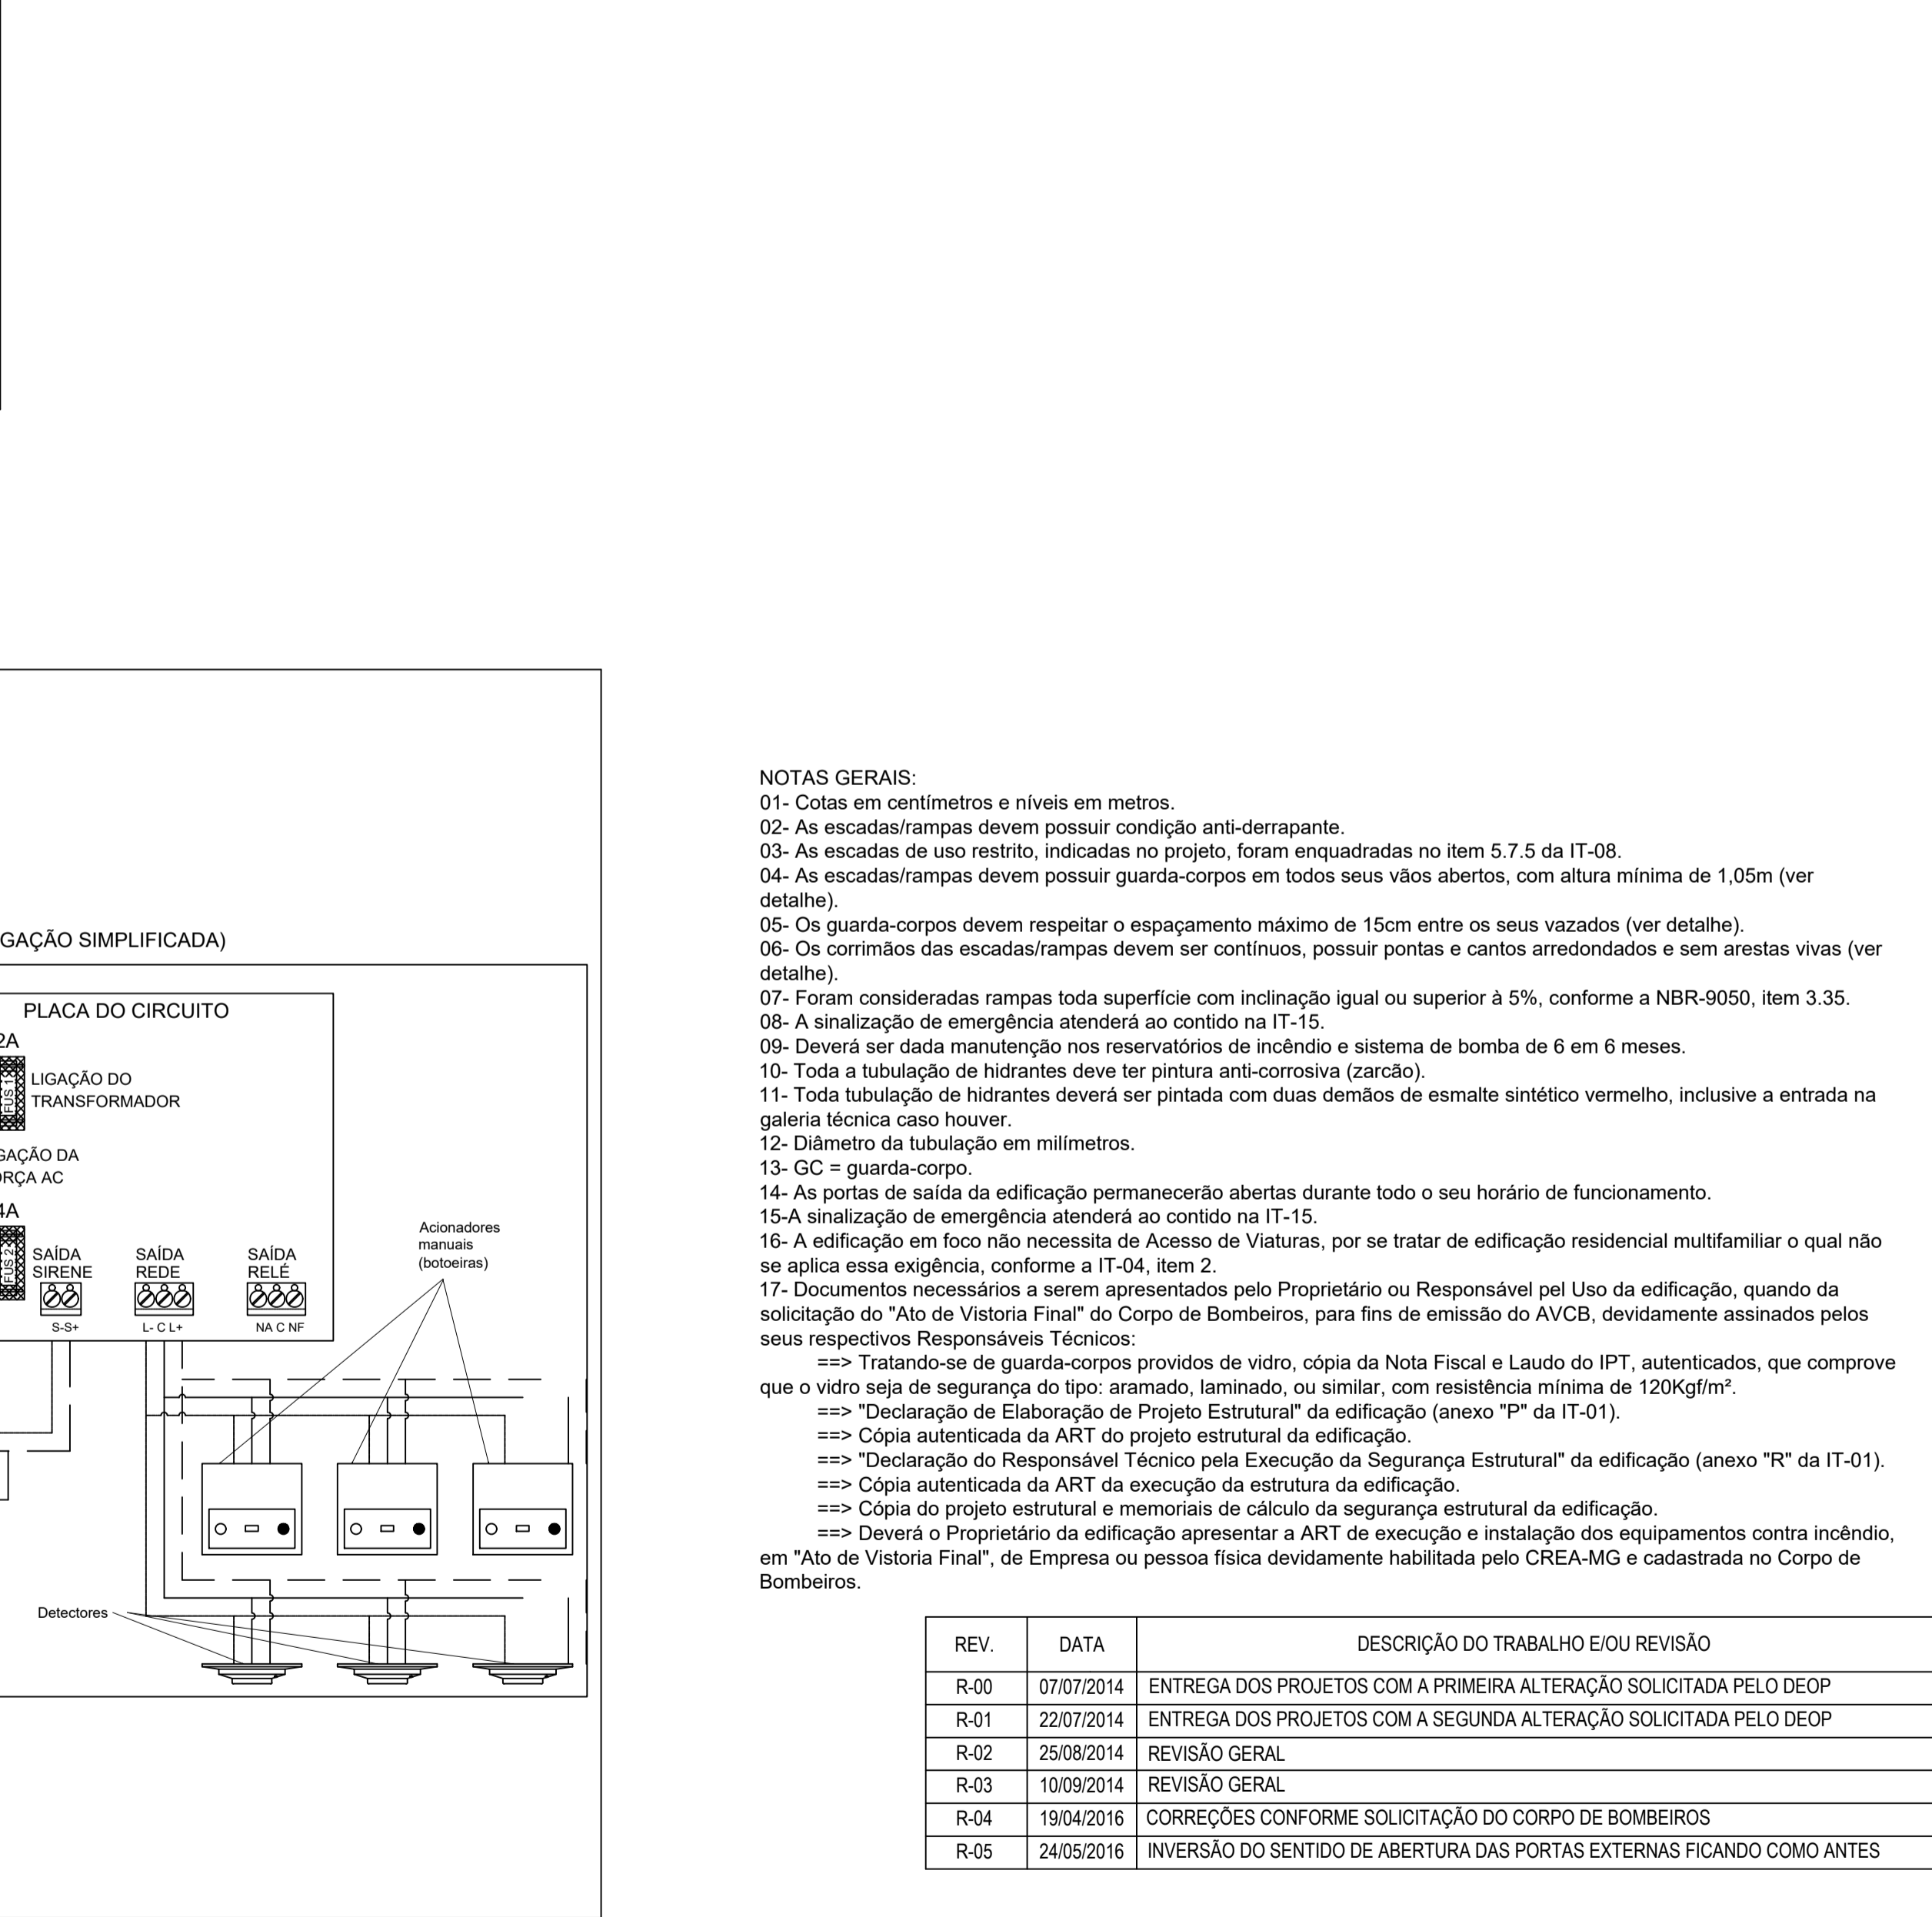 GAÇÃO SIMPLIFICADA)
PLACA DO CIRCUITO
2A
FUS 1
LIGAÇÃO DO
TRANSFORMADOR
GAÇÃO DA
ORÇA AC
4A
FUS 2
SAÍDA
SIRENE
SAÍDA
REDE
SAÍDA
RELÉ
S-S+
L- C L+
NA C NF
Acionadores
manuais
(botoeiras)
Detectores
NOTAS GERAIS:
01- Cotas em centímetros e níveis em metros.
02- As escadas/rampas devem possuir condição anti-derrapante.
03- As escadas de uso restrito, indicadas no projeto, foram enquadradas no item 5.7.5 da IT-08.
04- As escadas/rampas devem possuir guarda-corpos em todos seus vãos abertos, com altura mínima de 1,05m (ver
detalhe).
05- Os guarda-corpos devem respeitar o espaçamento máximo de 15cm entre os seus vazados (ver detalhe).
06- Os corrimãos das escadas/rampas devem ser contínuos, possuir pontas e cantos arredondados e sem arestas vivas (ver
detalhe).
07- Foram consideradas rampas toda superfície com inclinação igual ou superior à 5%, conforme a NBR-9050, item 3.35.
08- A sinalização de emergência atenderá ao contido na IT-15.
09- Deverá ser dada manutenção nos reservatórios de incêndio e sistema de bomba de 6 em 6 meses.
10- Toda a tubulação de hidrantes deve ter pintura anti-corrosiva (zarcão).
11- Toda tubulação de hidrantes deverá ser pintada com duas demãos de esmalte sintético vermelho, inclusive a entrada na
galeria técnica caso houver.
12- Diâmetro da tubulação em milímetros.
13- GC = guarda-corpo.
14- As portas de saída da edificação permanecerão abertas durante todo o seu horário de funcionamento.
15-A sinalização de emergência atenderá ao contido na IT-15.
16- A edificação em foco não necessita de Acesso de Viaturas, por se tratar de edificação residencial multifamiliar o qual não
se aplica essa exigência, conforme a IT-04, item 2.
17- Documentos necessários a serem apresentados pelo Proprietário ou Responsável pel Uso da edificação, quando da
solicitação do "Ato de Vistoria Final" do Corpo de Bombeiros, para fins de emissão do AVCB, devidamente assinados pelos
seus respectivos Responsáveis Técnicos:
==> Tratando-se de guarda-corpos providos de vidro, cópia da Nota Fiscal e Laudo do IPT, autenticados, que comprove
que o vidro seja de segurança do tipo: aramado, laminado, ou similar, com resistência mínima de 120Kgf/m².
==> "Declaração de Elaboração de Projeto Estrutural" da edificação (anexo "P" da IT-01).
==> Cópia autenticada da ART do projeto estrutural da edificação.
==> "Declaração do Responsável Técnico pela Execução da Segurança Estrutural" da edificação (anexo "R" da IT-01).
==> Cópia autenticada da ART da execução da estrutura da edificação.
==> Cópia do projeto estrutural e memoriais de cálculo da segurança estrutural da edificação.
==> Deverá o Proprietário da edificação apresentar a ART de execução e instalação dos equipamentos contra incêndio,
em "Ato de Vistoria Final", de Empresa ou pessoa física devidamente habilitada pelo CREA-MG e cadastrada no Corpo de
Bombeiros.
REV. DATA DESCRIÇÃO DO TRABALHO E/OU REVISÃO
R-00 07/07/2014 ENTREGA DOS PROJETOS COM A PRIMEIRA ALTERAÇÃO SOLICITADA PELO DEOP
R-01 22/07/2014 ENTREGA DOS PROJETOS COM A SEGUNDA ALTERAÇÃO SOLICITADA PELO DEOP
R-02 25/08/2014 REVISÃO GERAL
R-03 10/09/2014 REVISÃO GERAL
R-04 19/04/2016 CORREÇÕES CONFORME SOLICITAÇÃO DO CORPO DE BOMBEIROS
R-05 24/05/2016 INVERSÃO DO SENTIDO DE ABERTURA DAS PORTAS EXTERNAS FICANDO COMO ANTES